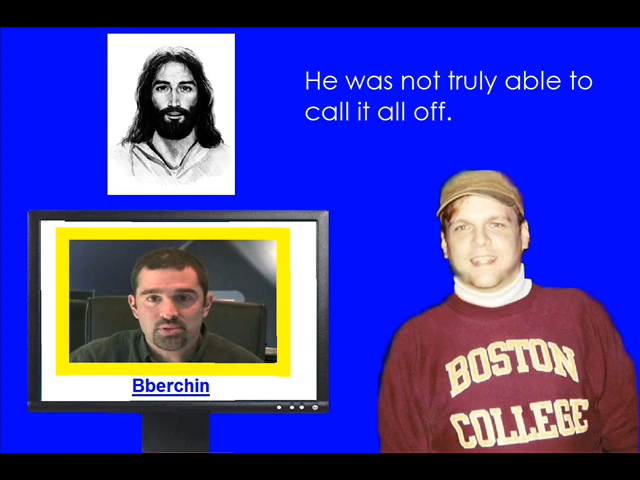 He was not truly able to
call it all off.
Bberchin
BOSTON
COLLEGE